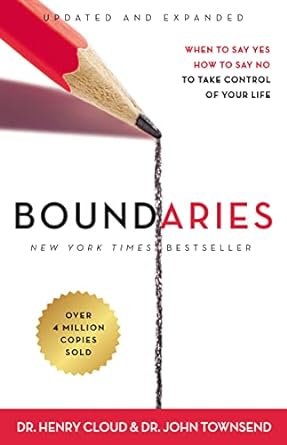 UPDATED AND EXPANDED
WHEN TO SAY YES
HOW TO SAY NO
TO TAKE CONTROL
OF YOUR LIFE
BOUNDARIES
NEW YORK TIMES BESTSELLER
OVER
4 MILLION
COPIES
SOLD
DR. HENRY CLOUD & DR. JOHN TOWNSEND